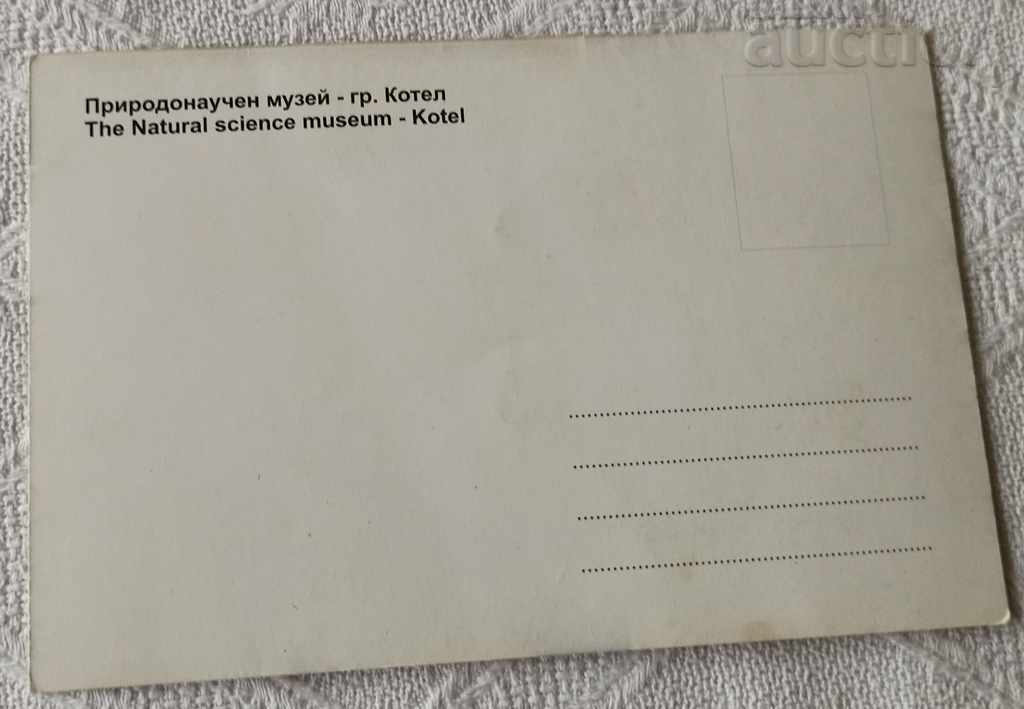 Природонаучен музей - гр. Котел
The Natural science museum - Kotel